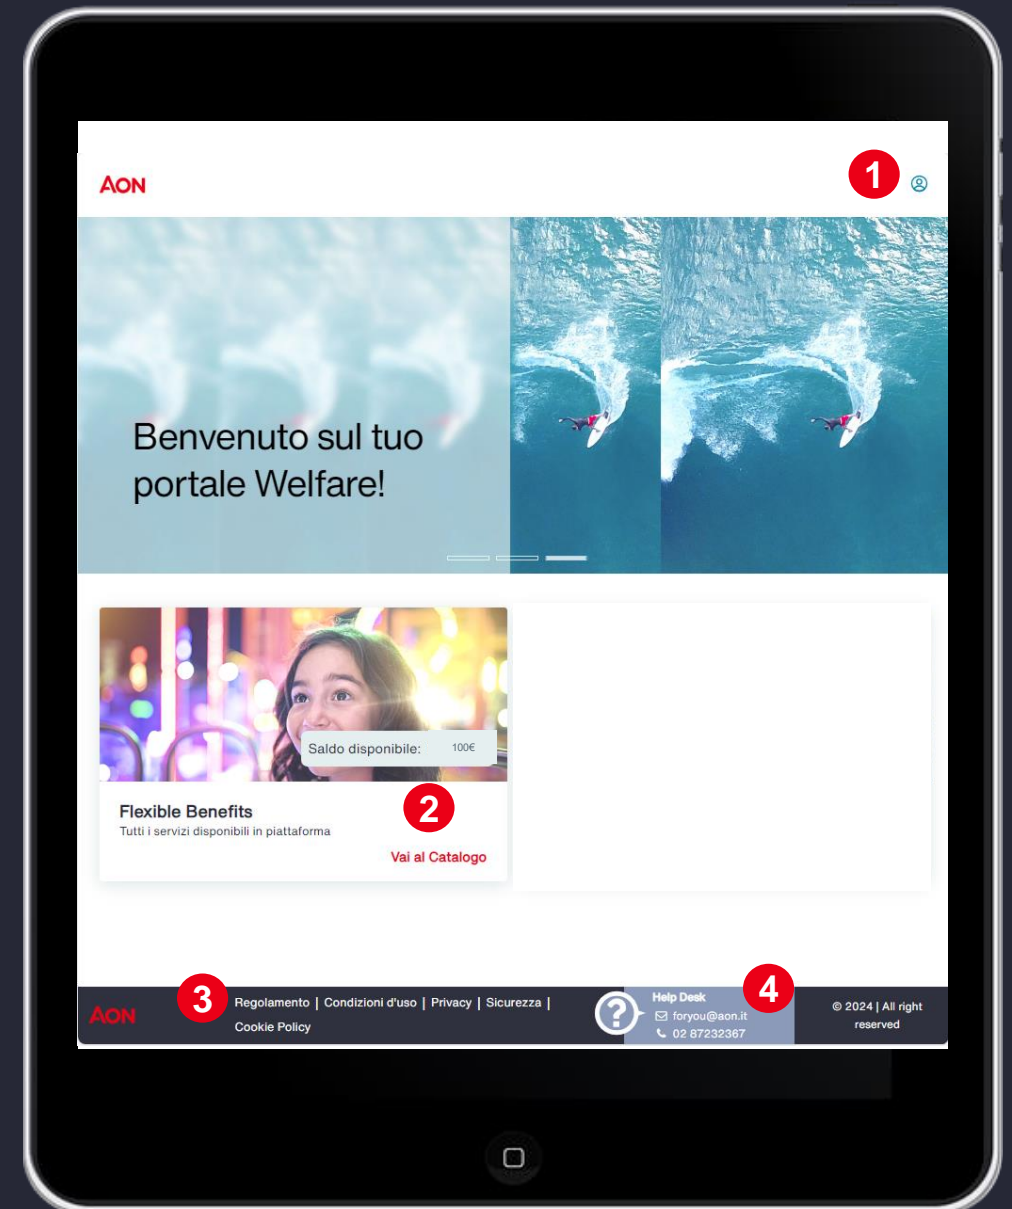 AON
1
Benvenuto sul tuo
portale Welfare!
Saldo disponibile: 100€
2
Flexible Benefits
Tutti i servizi disponibili in piattaforma
Vai al Catalogo
AON
3
Regolamento | Condizioni d'uso | Privacy | Sicurezza |
Cookie Policy
?
Help Desk
foryou@aon.it
02 87232367
4
© 2024 | All right
reserved